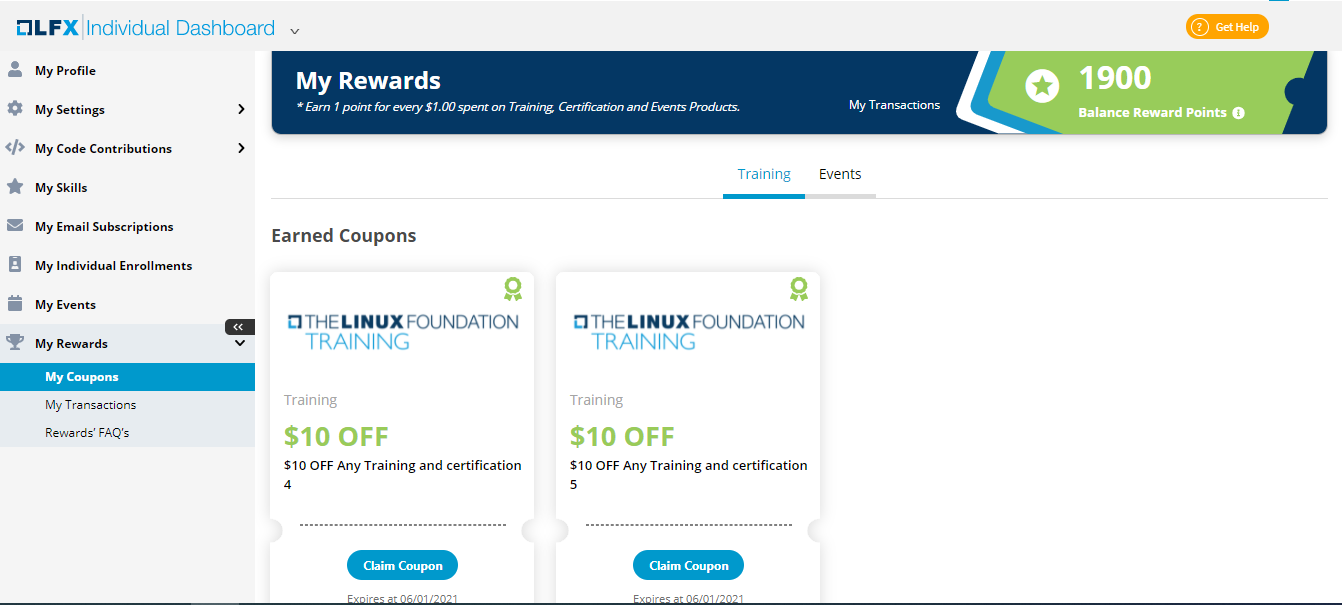 LFX Individual Dashboard
? Get Help
My Profile
My Settings
My Code Contributions
My Skills
My Email Subscriptions
My Individual Enrollments
My Events
My Rewards
My Coupons
My Transactions
Rewards' FAQ's
My Rewards
* Earn 1 point for every $1.00 spent on Training, Certification and Events Products.
My Transactions
1900
Balance Reward Points i
Training
Events
Earned Coupons
THE LINUX FOUNDATION
TRAINING
Training
$10 OFF
$10 OFF Any Training and certification
4
Claim Coupon
Expires at 06/01/2021
THE LINUX FOUNDATION
TRAINING
Training
$10 OFF
$10 OFF Any Training and certification
5
Claim Coupon
Expires at 06/01/2021